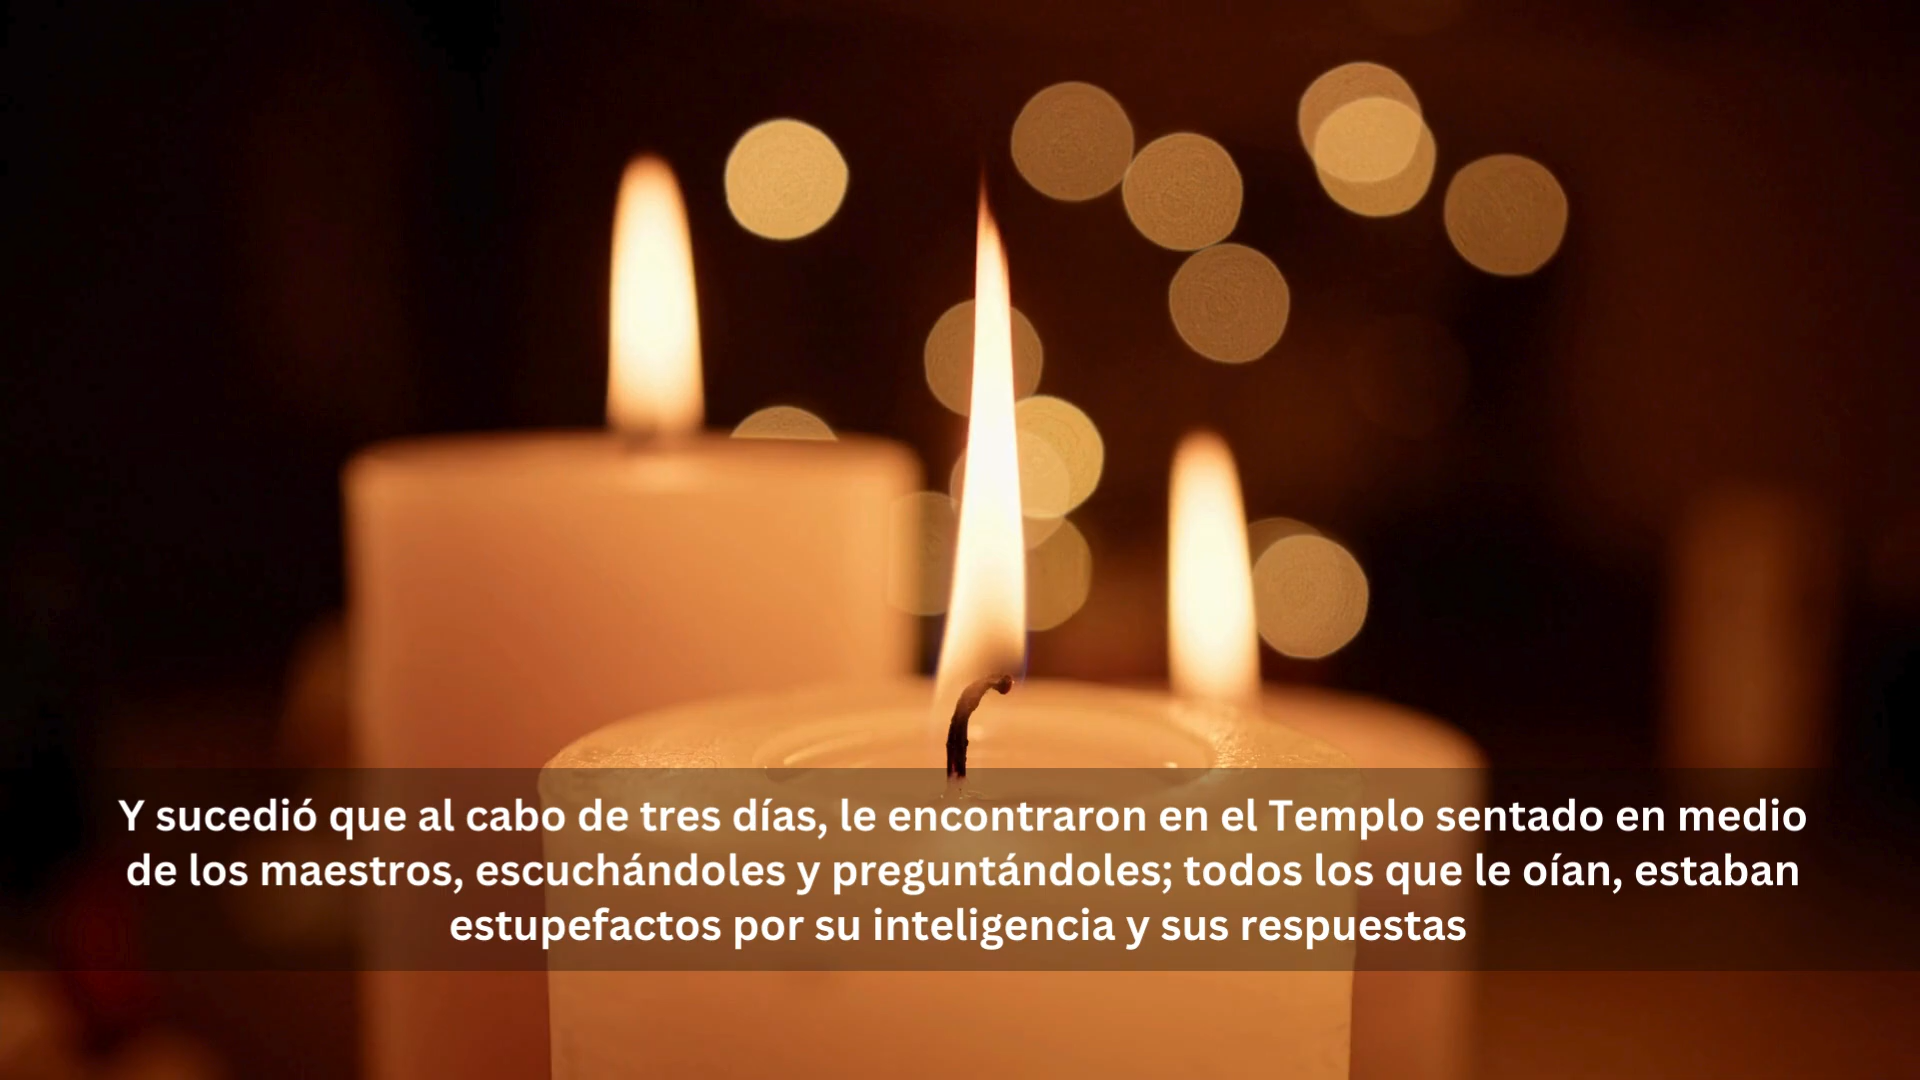 Y sucedió que al cabo de tres días, le encontraron en el Templo sentado en medio
de los maestros, escuchándoles y preguntándoles; todos los que le oían, estaban
estupefactos por su inteligencia y sus respuestas